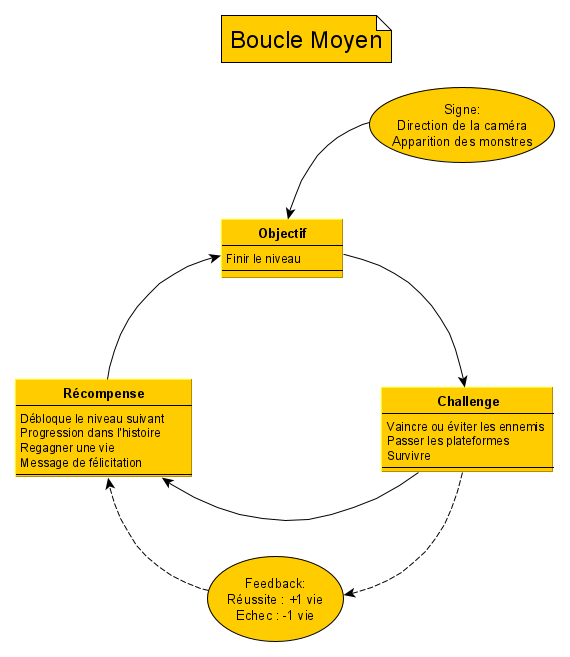 Boucle Moyen
Signe:
Direction de la caméra
Apparition des monstres
Objectif
Finir le niveau
Récompense
Débloque le niveau suivant
Progression dans l'histoire
Regagner une vie
Message de félicitation
Challenge
Vaincre ou éviter les ennemis
Passer les plateformes
Survivre
Feedback:
Réussite : +1 vie
Echec : -1 vie